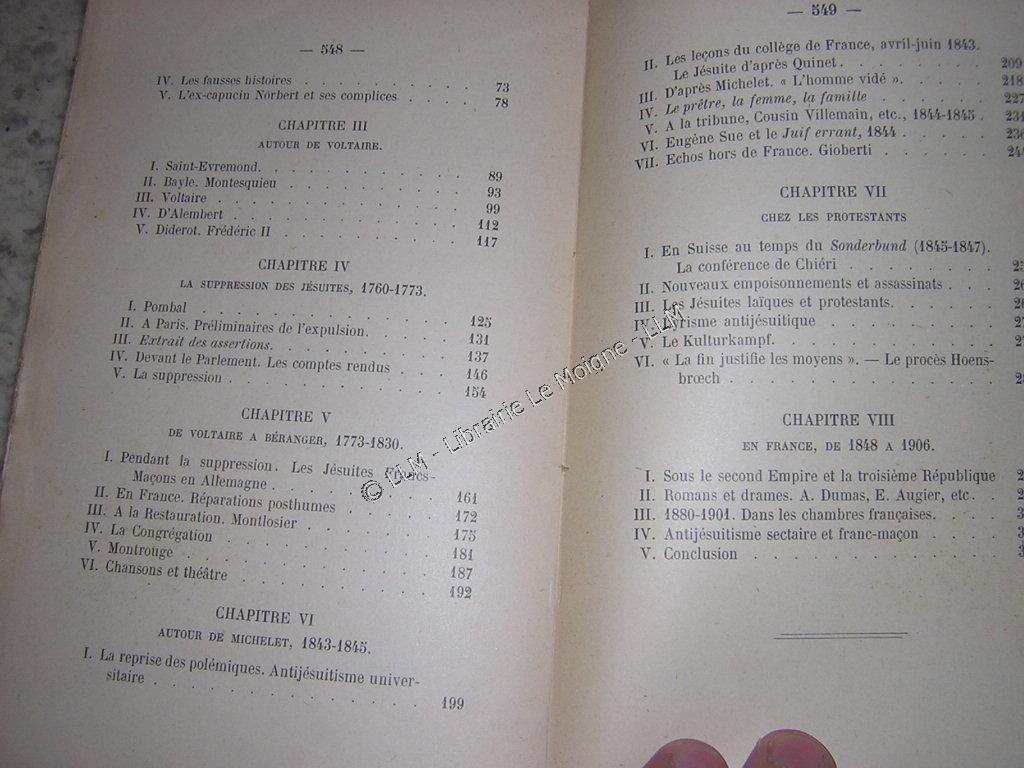 — 548 —
IV. Les fausses histoires . . . . . . . . . . 73
V. L'ex-capucin Norbert et ses complices . . . . 78
CHAPITRE III
AUTOUR DE VOLTAIRE.
I. Saint-Evremond. . . . . . . . . . . . 89
II. Bayle. Montesquieu . . . . . . . . . . 93
III. Voltaire . . . . . . . . . . . . . . 99
IV. D'Alembert . . . . . . . . . . . . . 112
V. Diderot. Frédéric II . . . . . . . . . . 117
CHAPITRE IV
LA SUPPRESSION DES JÉSUITES, 1760-1773.
I. Pombal . . . . . . . . . . . . . . 125
II. A Paris. Préliminaires de l'expulsion. . . . . 131
III. Extrait des assertions. . . . . . . . . . 137
IV. Devant le Parlement. Les comptes rendus . . . 146
V. La suppression . . . . . . . . . . . . 154
CHAPITRE V
DE VOLTAIRE A BÉRANGER, 1773-1830.
I. Pendant la suppression. Les Jésuites
Maçons en Allemagne . . . . . . . . . . 161
II. En France. Réparations posthumes . . . . . 172
III. A la Restauration. Montlosier . . . . . . 175
IV. La Congrégation . . . . . . . . . . . 181
V. Montrouge . . . . . . . . . . . . . 187
VI. Chansons et théâtre . . . . . . . . . . 192
CHAPITRE VI
AUTOUR DE MICHELET, 1843-1845.
I. La reprise des polémiques. Antijésuitisme univer-
sitaire . . . . . . . . . . . . . . 199
— 549 —
II. Les leçons du collège de France, avril-juin 1843.
Le Jésuite d'après Quinet . . . . . . . . 209
III. D'après Michelet. « L'homme vidé ». . . . . 218
IV. Le prêtre, la femme, la famille . . . . . . 227
V. A la tribune, Cousin Villemain, etc., 1844-1845 . 231
VI. Eugène Sue et le Juif errant, 1844 . . . . .
VII. Echos hors de France. Gioberti . . . . . .
CHAPITRE VII
CHEZ LES PROTESTANTS
I. En Suisse au temps du Sonderbund (1845-1847).
La conférence de Chiéri . . . . . . . .
II. Nouveaux empoisonnements et assassinats . . .
III. Les Jésuites laïques et protestants. . . . . .
IV. Lyrisme antijésuitique . . . . . . . . .
V. Le Kulturkampf. . . . . . . . . . . .
VI. « La fin justifie les moyens ». — Le procès Hoens-
brœch . . . . . . . . . . . . . .
CHAPITRE VIII
EN FRANCE, DE 1848 A 1906.
I. Sous le second Empire et la troisième République
II. Romans et drames. A. Dumas, E. Augier, etc. .
III. 1880-1901. Dans les chambres françaises. . . .
IV. Antijésuitisme sectaire et franc-maçon . . . .
V. Conclusion . . . . . . . . . . . . .
© LLM - Librairie Le Moigne - LLM